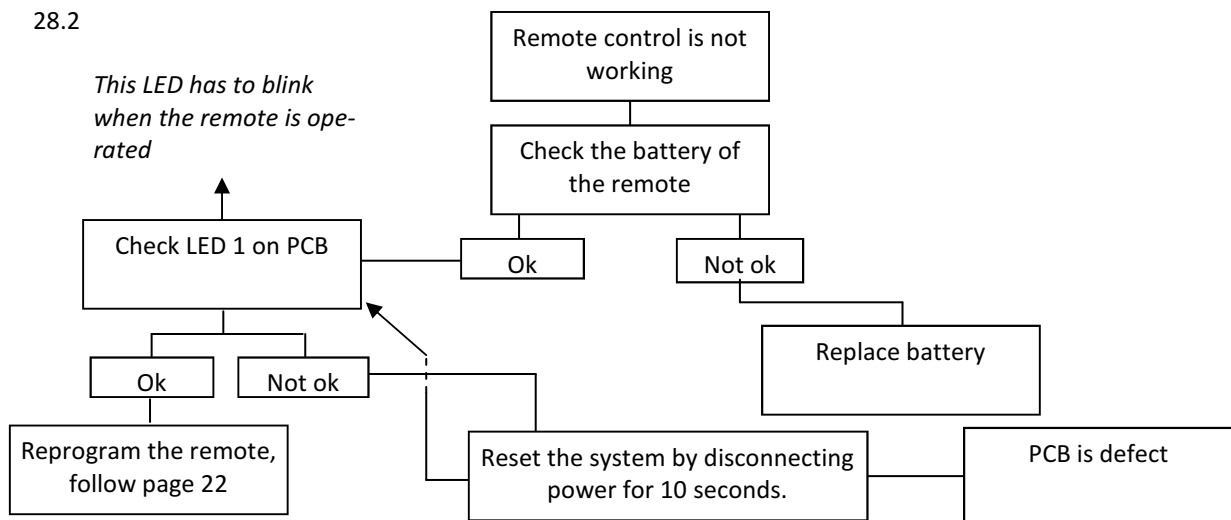 28.2
Remote control is not
working
This LED has to blink
when the remote is ope-
rated
Check the battery of
the remote
Check LED 1 on PCB
Ok
Not ok
Replace battery
Ok
Not ok
Reprogram the remote,
follow page 22
Reset the system by disconnecting
power for 10 seconds.
PCB is defect